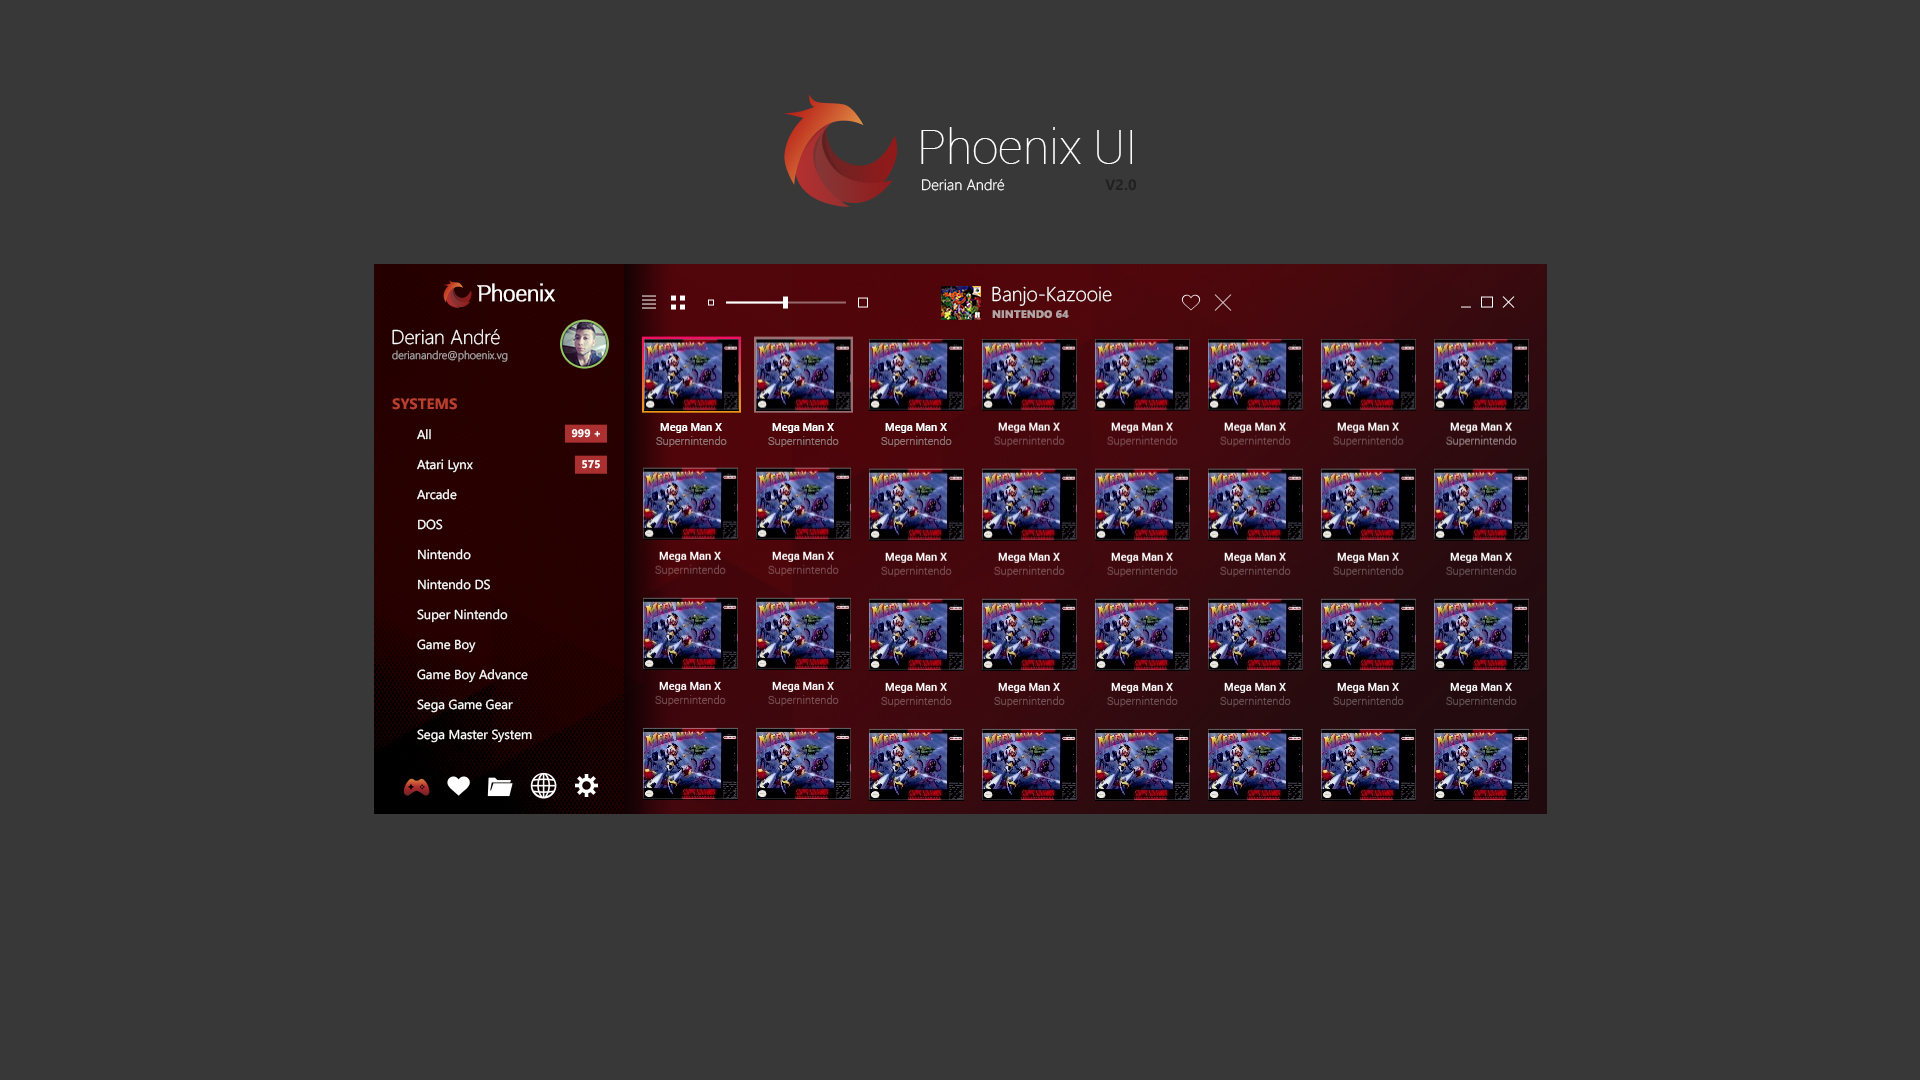 Phoenix UI
Derian André
V2.0
Phoenix
Derian André
derianandre@phoenix.vg
SYSTEMS
All
999 +
Atari Lynx
575
Arcade
DOS
Nintendo
Nintendo DS
Super Nintendo
Game Boy
Game Boy Advance
Sega Game Gear
Sega Master System
Banjo-Kazooie
NINTENDO 64
Mega Man X Mega Man X Mega Man X Mega Man X Mega Man X Mega Man X Mega Man X Mega Man X
Supernintendo Supernintendo Supernintendo Supernintendo Supernintendo Supernintendo Supernintendo Supernintendo
Mega Man X Mega Man X Mega Man X Mega Man X Mega Man X Mega Man X Mega Man X Mega Man X
Supernintendo Supernintendo Supernintendo Supernintendo Supernintendo Supernintendo Supernintendo Supernintendo
Mega Man X Mega Man X Mega Man X Mega Man X Mega Man X Mega Man X Mega Man X Mega Man X
Supernintendo Supernintendo Supernintendo Supernintendo Supernintendo Supernintendo Supernintendo Supernintendo